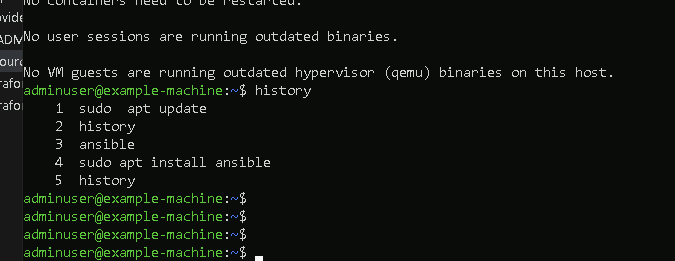 No containers need to be restarted.
No user sessions are running outdated binaries.
No VM guests are running outdated hypervisor (qemu) binaries on this host.
adminuser@example-machine:~$ history
1 sudo apt update
2 history
3 ansible
4 sudo apt install ansible
5 history
adminuser@example-machine:~$
adminuser@example-machine:~$
adminuser@example-machine:~$
adminuser@example-machine:~$